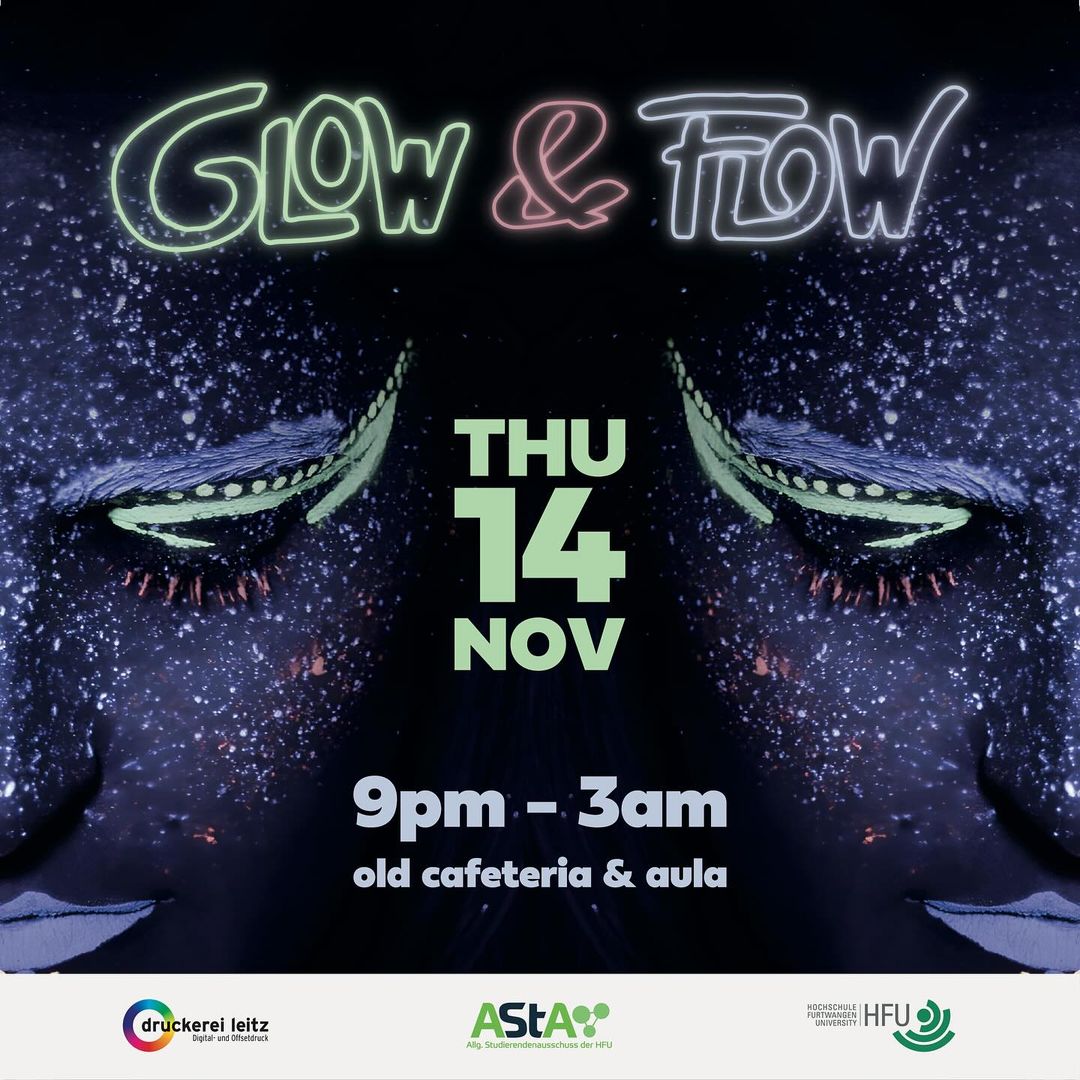 GLOW & FLOW
THU
14
NOV
9pm – 3am
old cafeteria & aula
druckerei leitz
Digital- und Offsetdruck
AStA
Allg. Studierendenausschuss der HFU
HOCHSCHULE
FURTWANGEN
UNIVERSITY
HFU